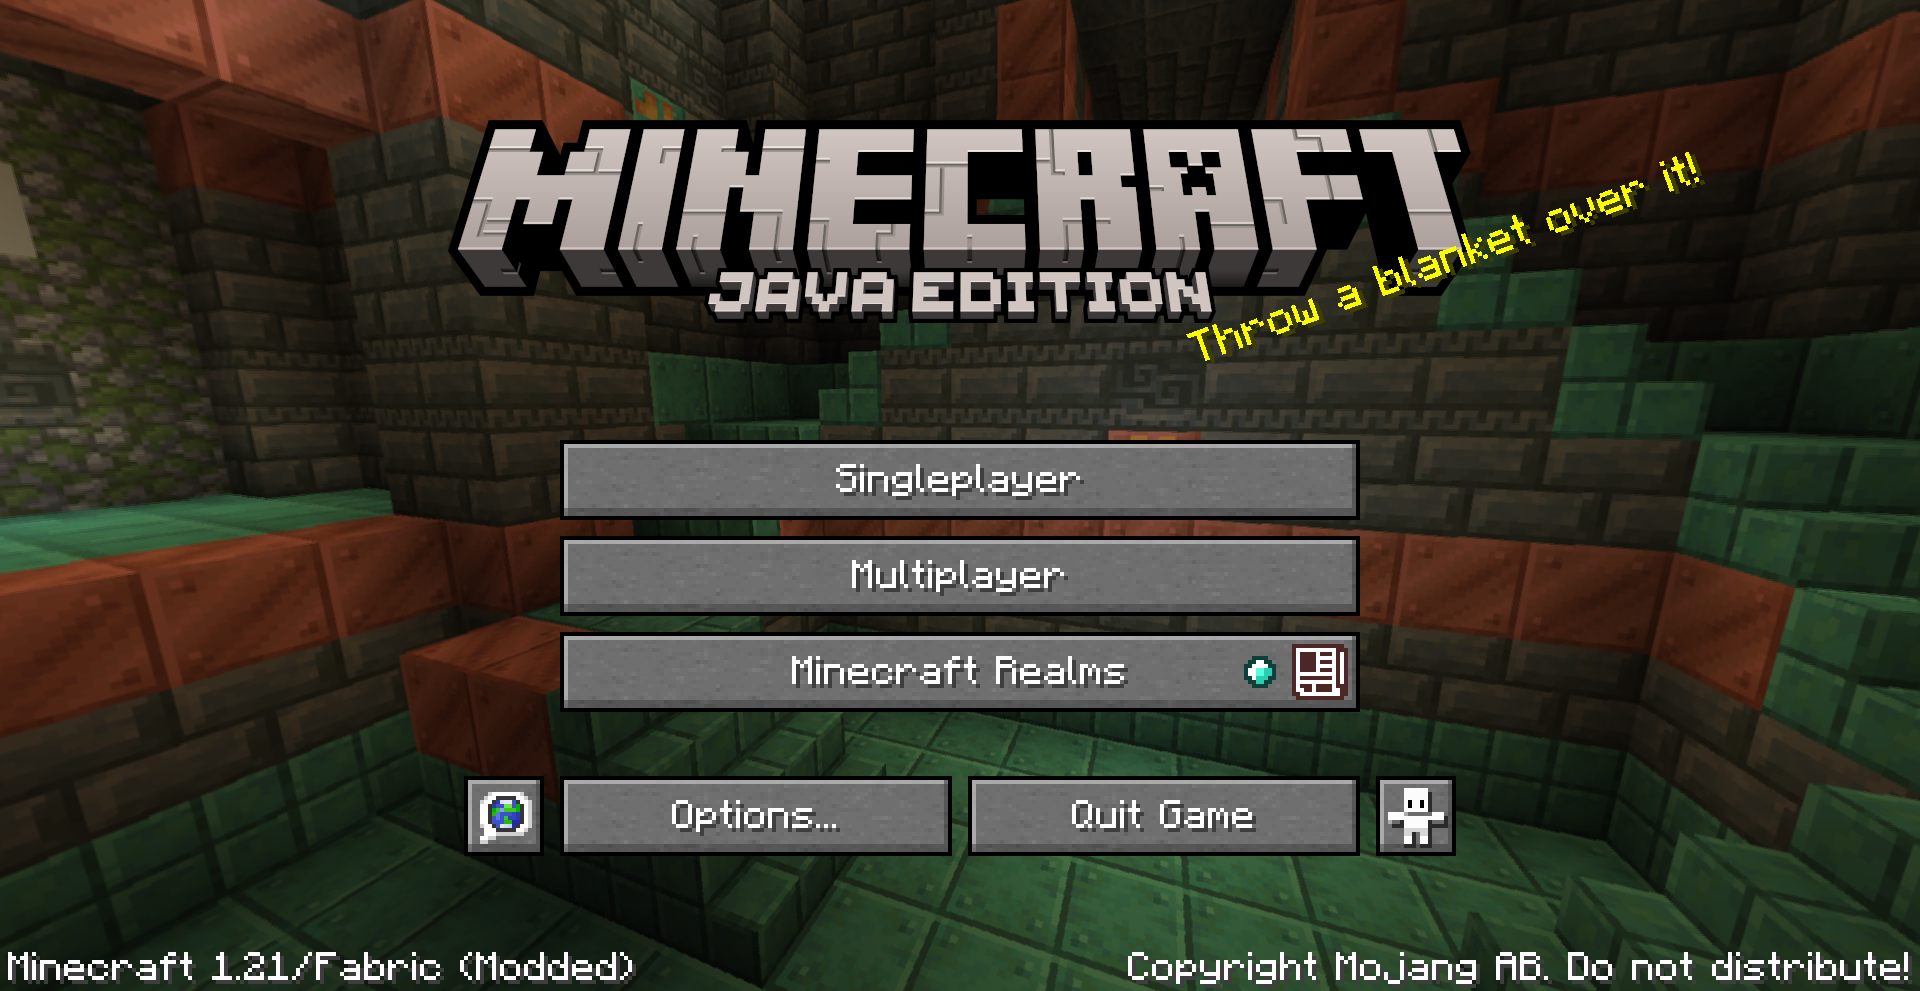 MINECRAFT
JAVA EDITION
Throw a blanket over it!
Singleplayer
Multiplayer
Minecraft Realms
Options...
Quit Game
Minecraft 1.21/Fabric (Modded)
Copyright Mojang AB. Do not distribute!